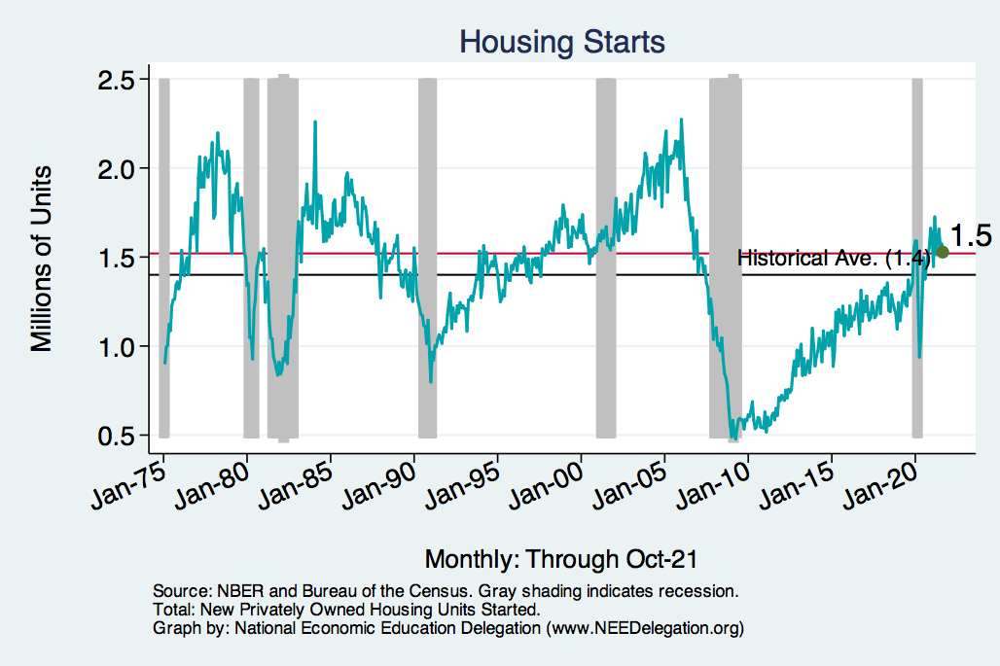 Housing Starts
Millions of Units
2.5
2.0
1.5
1.0
0.5
1.5
Historical Ave. (1.4)
Jan-75
Jan-80
Jan-85
Jan-90
Jan-95
Jan-00
Jan-05
Jan-10
Jan-15
Jan-20
Monthly: Through Oct-21
Source: NBER and Bureau of the Census. Gray shading indicates recession.
Total: New Privately Owned Housing Units Started.
Graph by: National Economic Education Delegation (www.NEEDelegation.org)